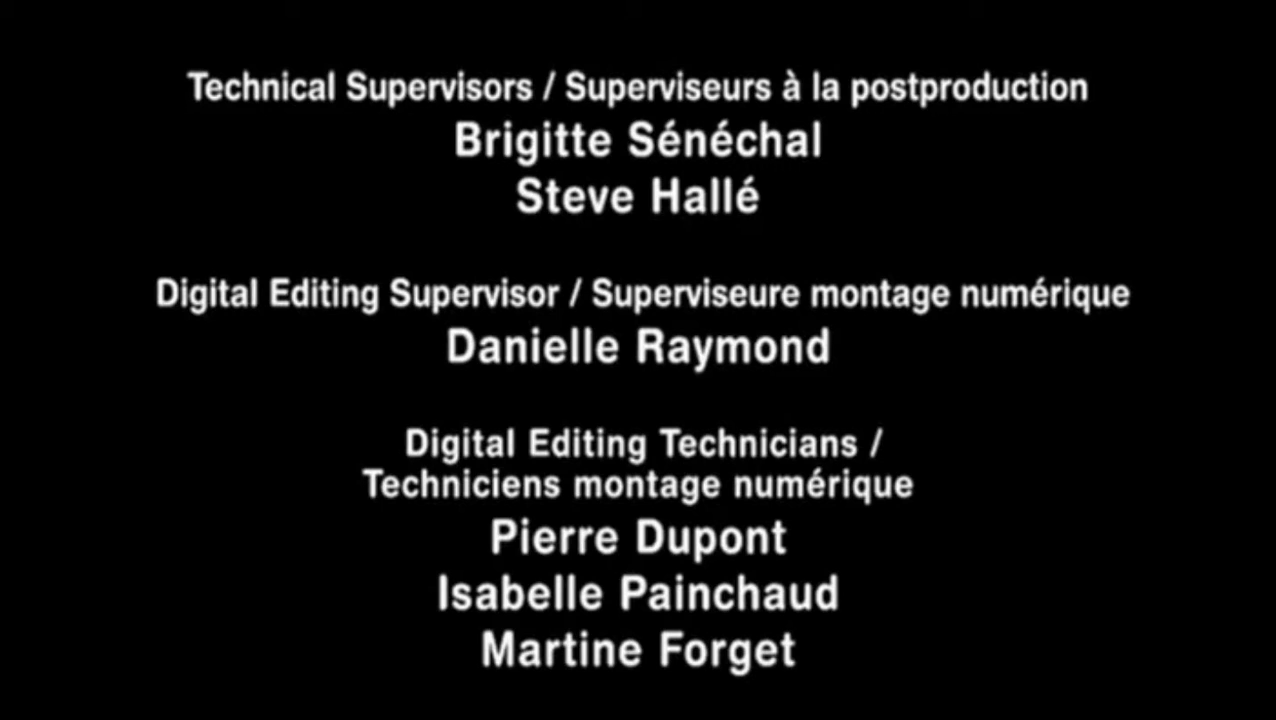 Technical Supervisors / Superviseurs à la postproduction
Brigitte Sénéchal
Steve Hallé
Digital Editing Supervisor / Superviseure montage numérique
Danielle Raymond
Digital Editing Technicians /
Techniciens montage numérique
Pierre Dupont
Isabelle Painchaud
Martine Forget